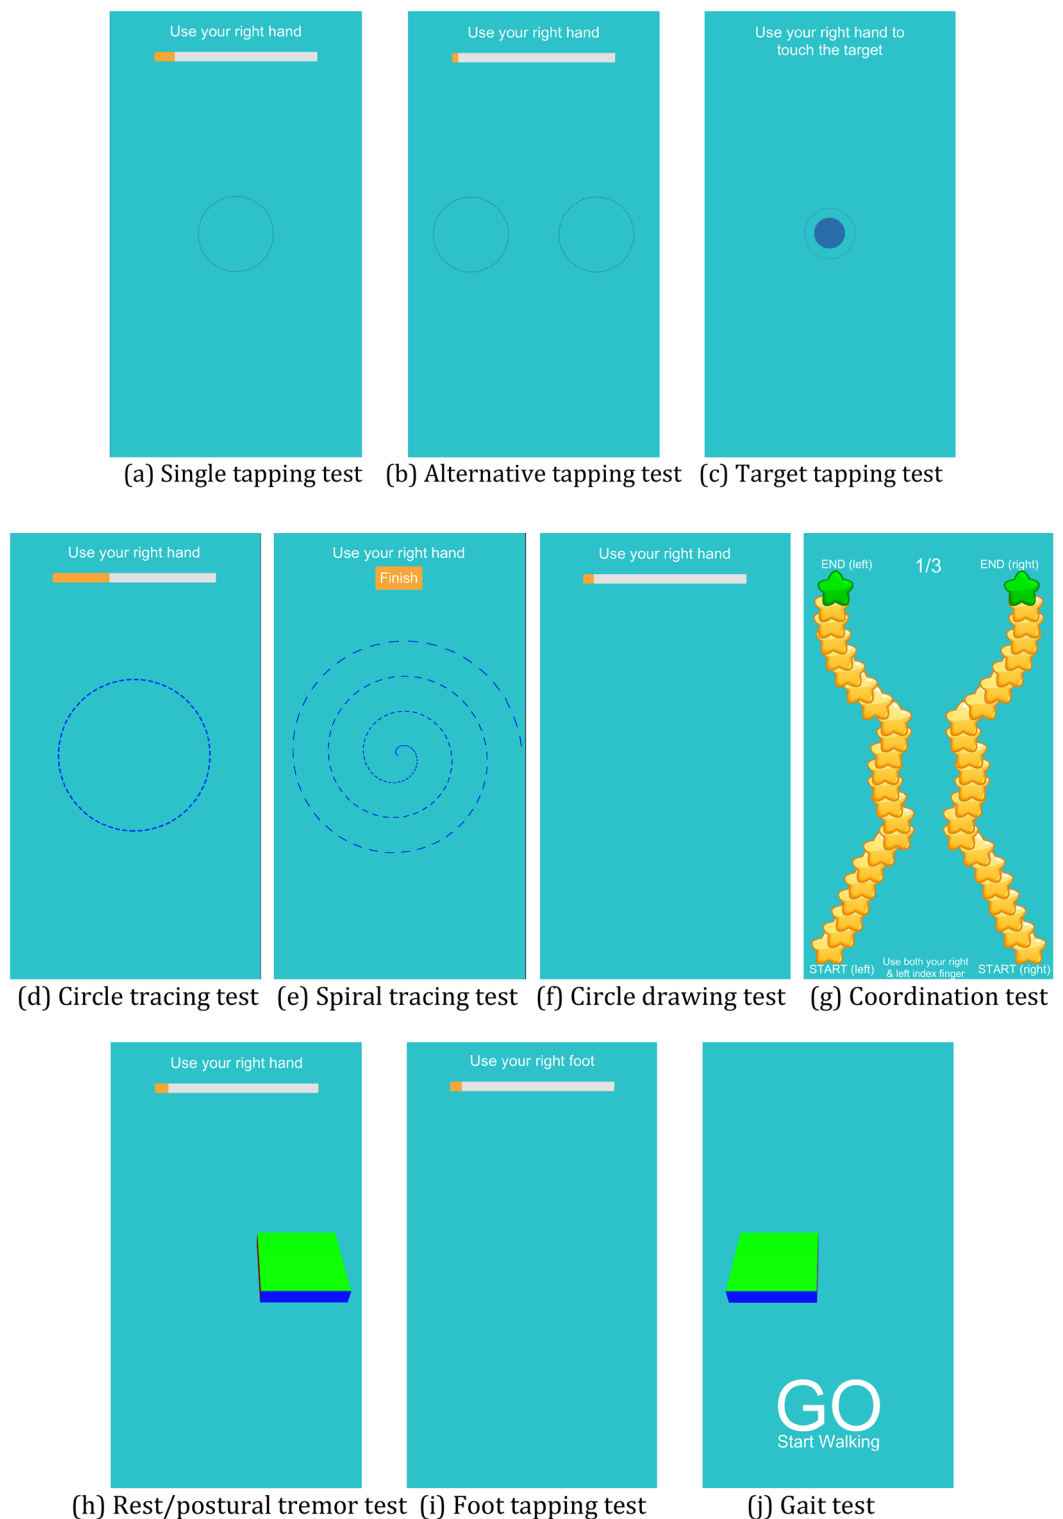 Use your right hand
Use your right hand
Use your right hand to
touch the target
(a) Single tapping test
(b) Alternative tapping test
(c) Target tapping test
Use your right hand
Use your right hand
Finish
Use your right hand
END (left)
1/3
END (right)
START (left)
Use both your right
& left index finger
START (right)
(d) Circle tracing test
(e) Spiral tracing test
(f) Circle drawing test
(g) Coordination test
Use your right hand
Use your right foot
GO
Start Walking
(h) Rest/postural tremor test
(i) Foot tapping test
(j) Gait test